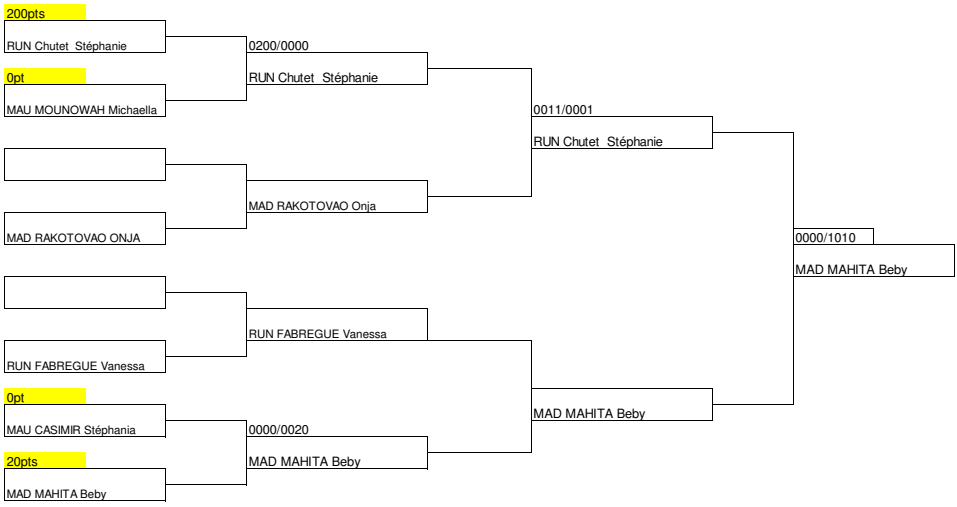 200pts
RUN Chutet  Stéphanie
0pt
MAU MOUNOWAH Michaella
MAD RAKOTOVAO ONJA
RUN FABREGUE Vanessa
0pt
MAU CASIMIR Stéphania
20pts
MAD MAHITA Beby
0200/0000
RUN Chutet  Stéphanie
MAD RAKOTOVAO Onja
RUN FABREGUE Vanessa
0000/0020
MAD MAHITA Beby
0011/0001
RUN Chutet  Stéphanie
MAD MAHITA Beby
0000/1010
MAD MAHITA Beby